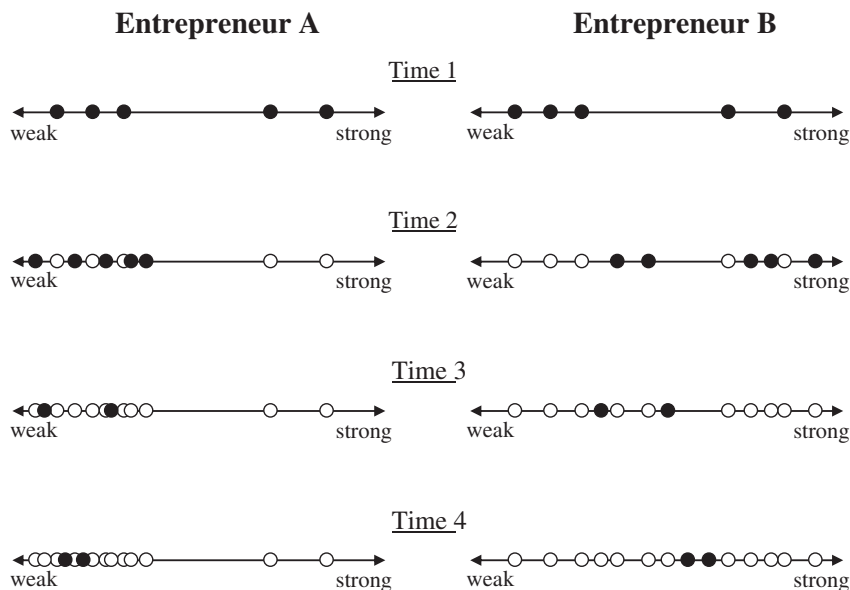 Entrepreneur A Entrepreneur B
Time 1
weak strong weak strong
Time 2
weak strong weak strong
Time 3
weak strong weak strong
Time 4
weak strong weak strong